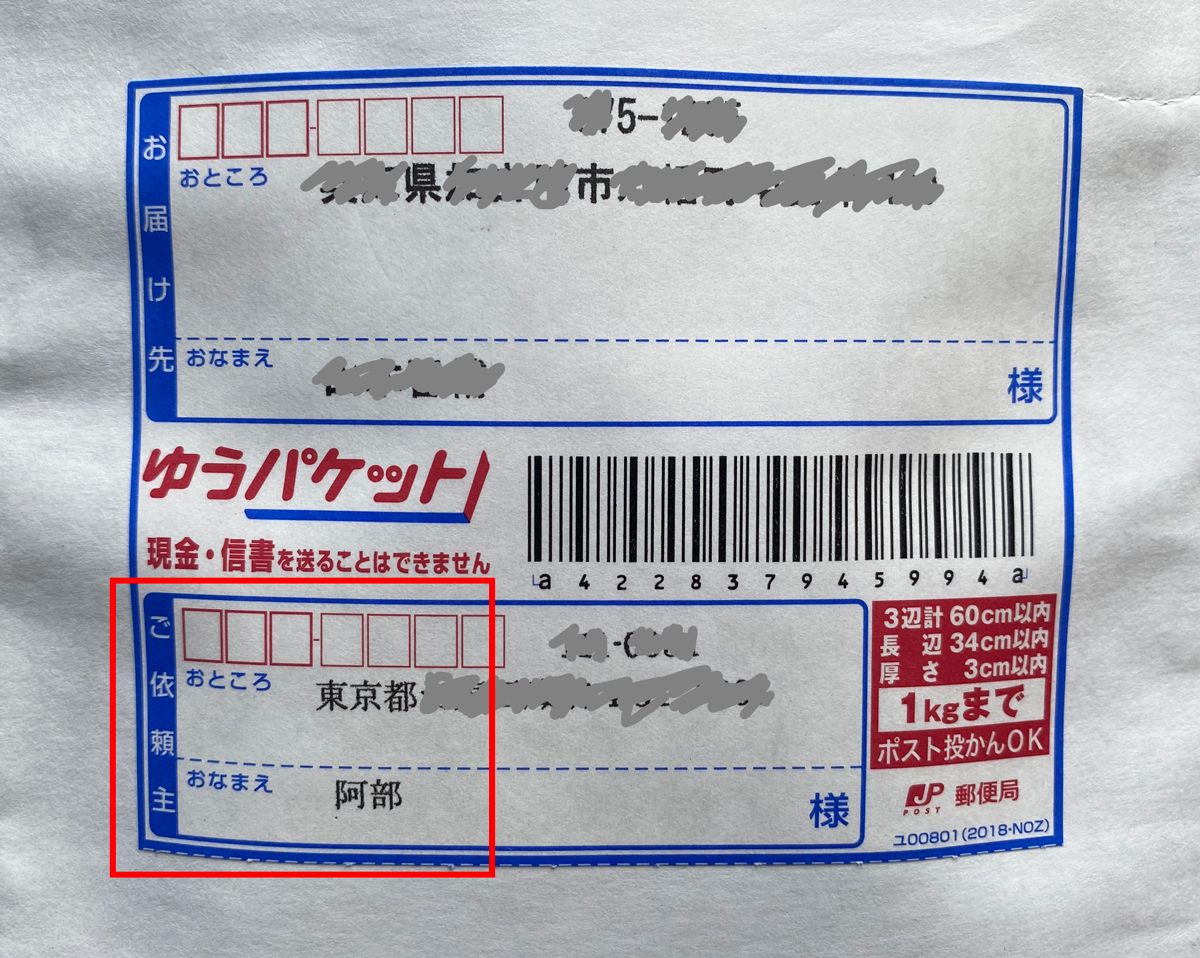 お届け先
5-
おところ
県 市
おなまえ
様
ゆうパケット
現金・信書を送ることはできません
a422837945994a
ご依頼主
おところ
東京都
おなまえ
阿部
様
3辺計 60cm以内
長 辺 34cm以内
厚 さ 3cm以内
1kgまで
ポスト投かんOK
JP 郵便局
POST
ユ00801(2018・NOZ)